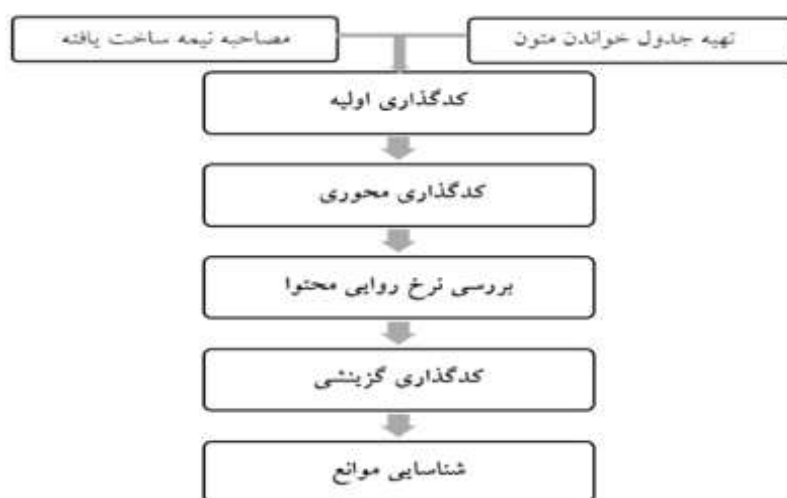 تهیه جدول خواندن متون
مصاحبه نیمه ساخت یافته
کدگذاری اولیه
کدگذاری محوری
بررسی نرخ روایی محتوا
کدگذاری گزینشی
شناسایی موانع